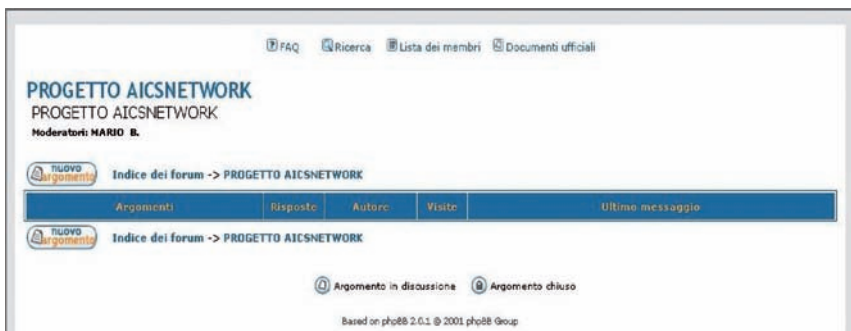 FAQ Ricerca Lista dei membri Documenti ufficiali
PROGETTO AICSNETWORK
PROGETTO AICSNETWORK
Moderatori: MARIO B.
nuovo argomento Indice dei forum -> PROGETTO AICSNETWORK
Argomenti Risposte Autore Visite Ultimo messaggio
nuovo argomento Indice dei forum -> PROGETTO AICSNETWORK
Argomento in discussione Argomento chiuso
Based on phpBB 2.0.1 © 2001 phpBB Group